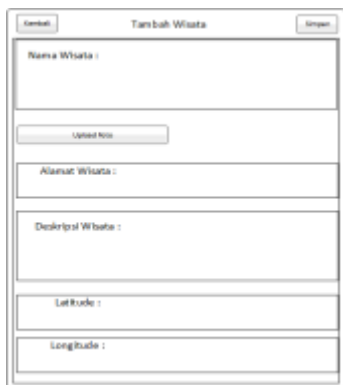 Kembali
Tambah Wisata
Simpan
Nama Wisata :
Upload Foto
Alamat Wisata :
Deskripsi Wisata :
Latitude :
Longitude :